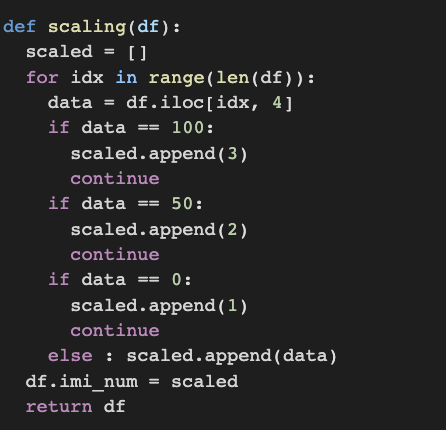 def scaling(df):
  scaled = []
  for idx in range(len(df)):
    data = df.iloc[idx, 4]
    if data == 100:
      scaled.append(3)
      continue
    if data == 50:
      scaled.append(2)
      continue
    if data == 0:
      scaled.append(1)
      continue
    else : scaled.append(data)
  df.imi_num = scaled
  return df